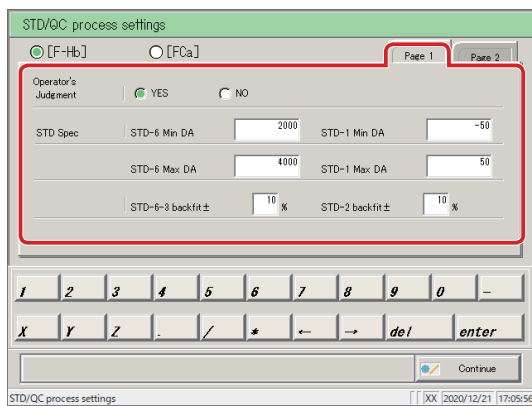 STD/QC process settings
[F-Hb] [FCa] Page 1 Page 2
Operator's
Judgment YES NO
STD Spec STD-6 Min DA 2000 STD-1 Min DA -50
STD-6 Max DA 4000 STD-1 Max DA 50
STD-6-3 backfit± 10 % STD-2 backfit± 10 %
1 2 3 4 5 6 7 8 9 0 -
X Y Z . / * ← → del enter
Continue
STD/QC process settings XX 2020/12/21 17:05:56